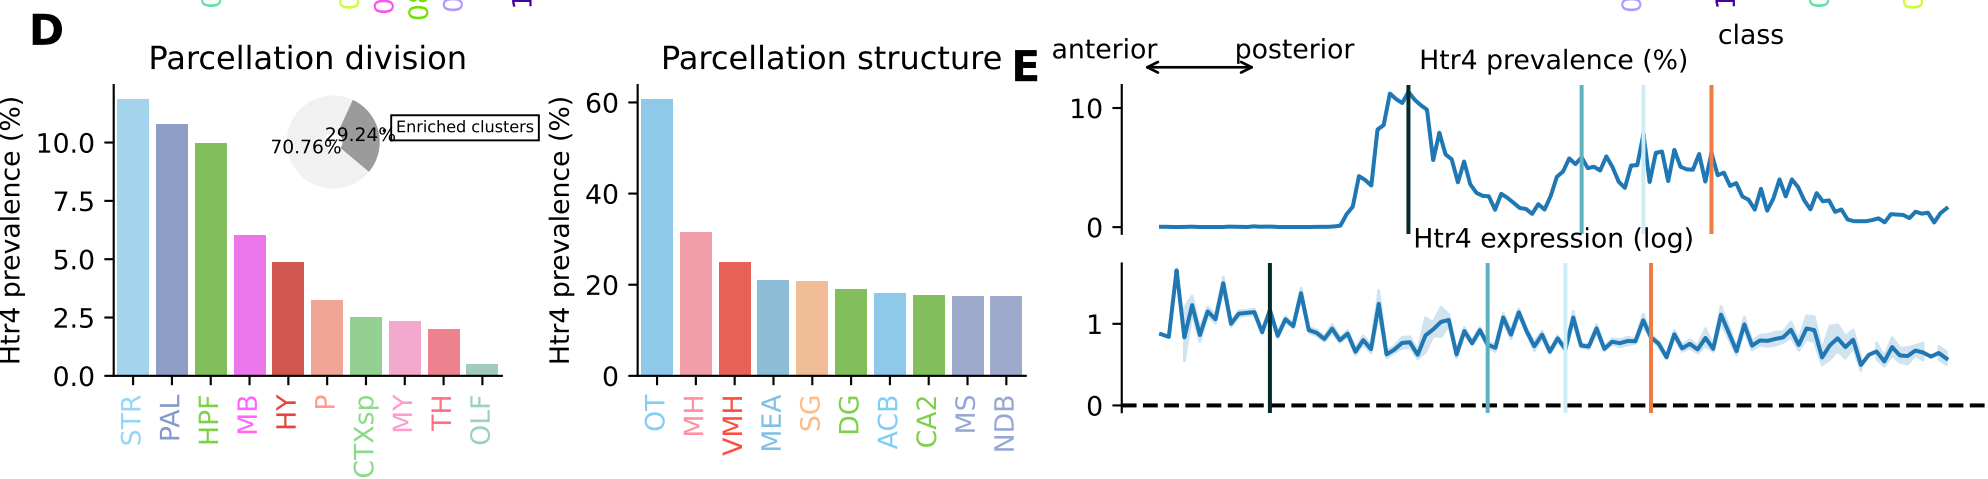 D
Parcellation division
Htr4 prevalence (%)
10.0
7.5
5.0
2.5
0.0
70.76%
29.24%
Enriched clusters
STR
PAL
HPF
MB
HY
P
CTXsp
MY
TH
OLF
Parcellation structure
Htr4 prevalence (%)
60
40
20
0
OT
MH
VMH
MEA
SG
DG
ACB
CA2
MS
NDB
E
anterior
posterior
class
Htr4 prevalence (%)
10
0
Htr4 expression (log)
1
0